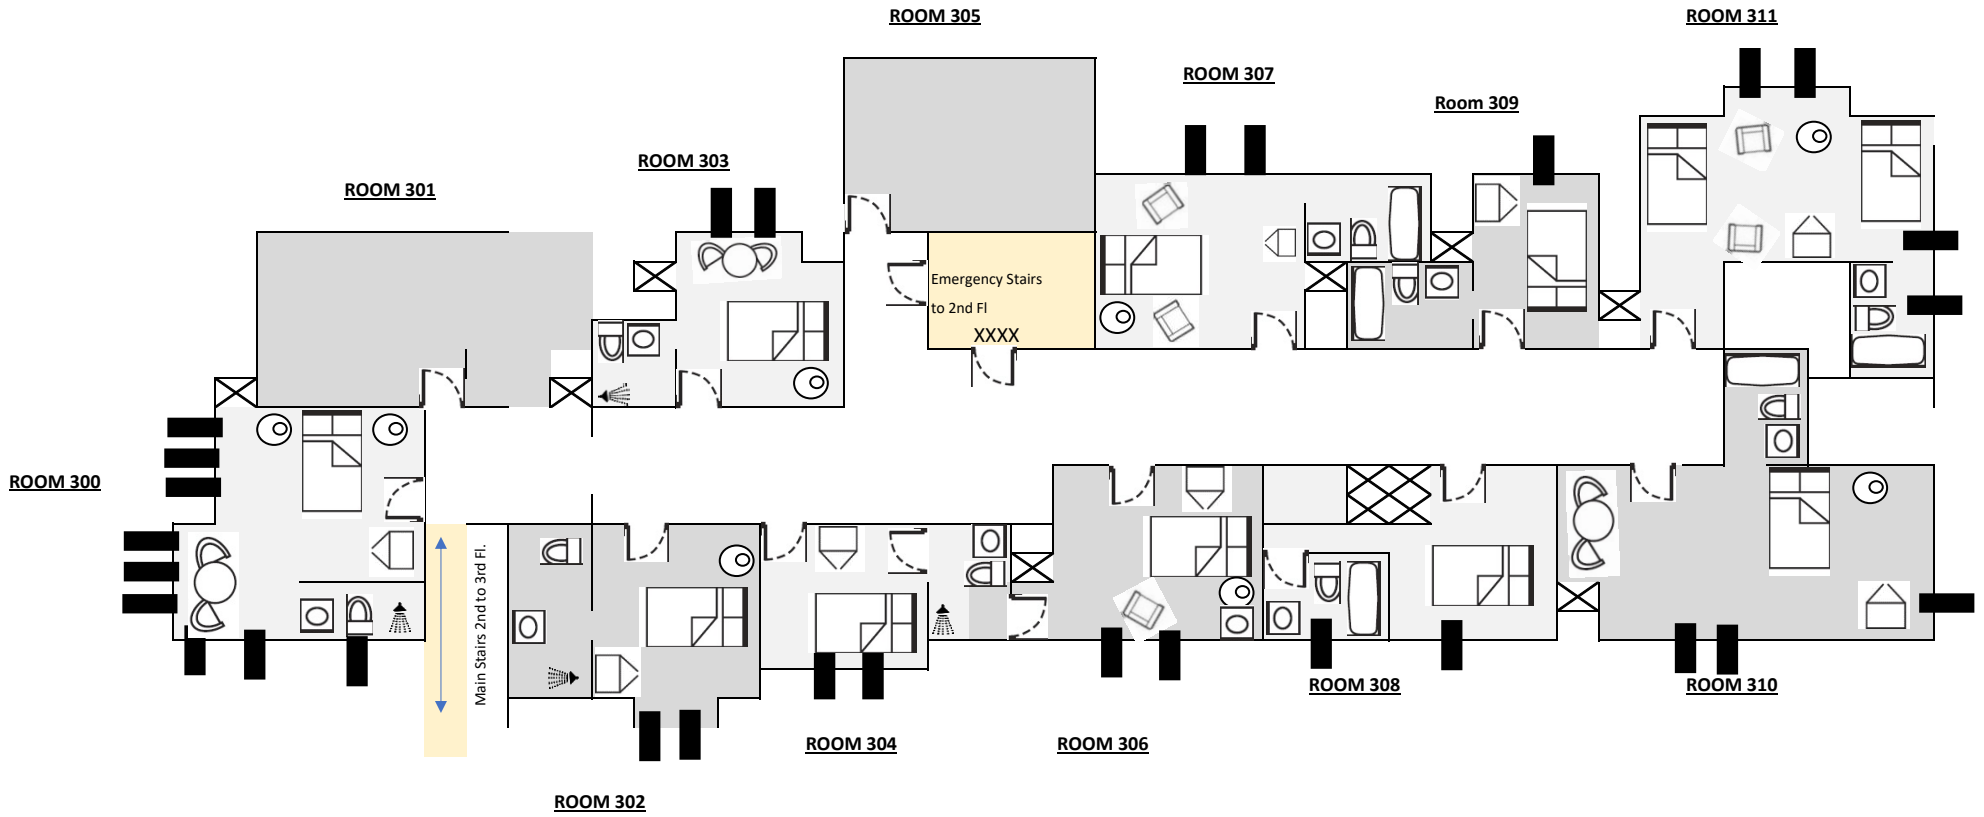 ROOM 305
ROOM 311
ROOM 307
Room 309
ROOM 303
ROOM 301
Emergency Stairs
to 2nd Fl
XXXX
ROOM 300
Main Stairs 2nd to 3rd Fl.
ROOM 308
ROOM 310
ROOM 304
ROOM 306
ROOM 302